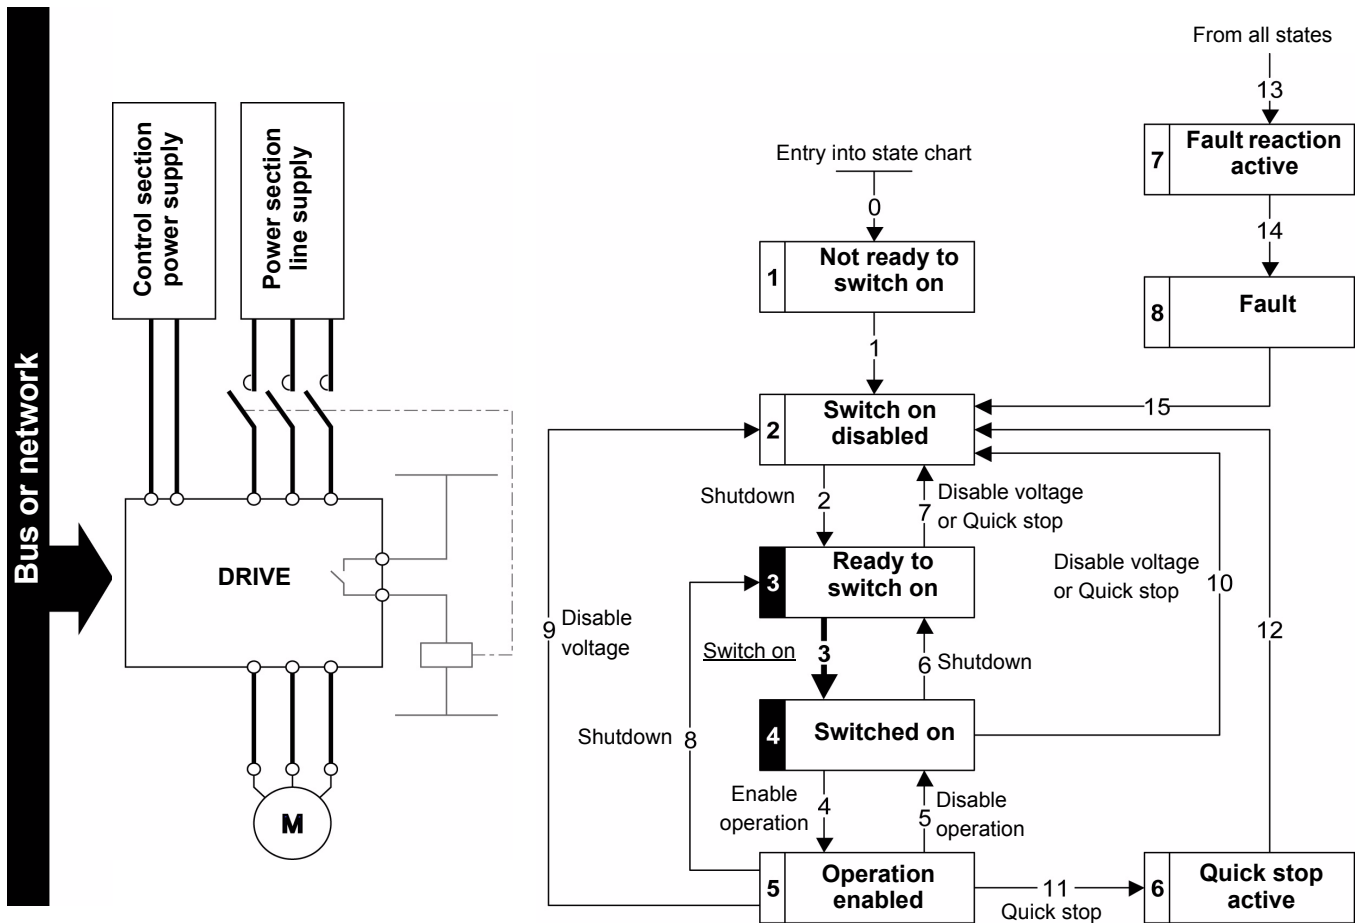 Bus or network
Control section
power supply
Power section
line supply
DRIVE
M
From all states
13
7
Fault reaction
active
14
8
Fault
15
Entry into state chart
0
1
Not ready to
switch on
1
2
Switch on
disabled
Shutdown
2
7
Disable voltage
or Quick stop
3
Ready to
switch on
Disable voltage
or Quick stop
10
12
9
Disable
voltage
Switch on
3
6
Shutdown
4
Switched on
Shutdown
8
Enable
operation
4
5
Disable
operation
5
Operation
enabled
11
Quick stop
6
Quick stop
active